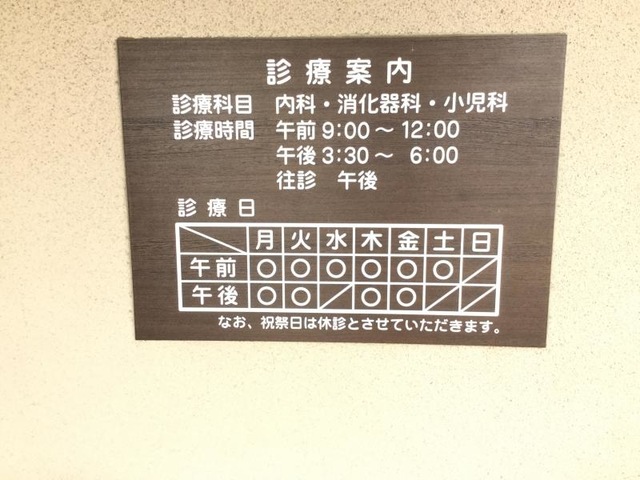 診療案内
診療科目 内科・消化器科・小児科
診療時間 午前 9:00～12:00
午後 3:30～ 6:00
往診 午後
診療日
月 火 水 木 金 土 日
午前 ○ ○ ○ ○ ○ ○ ／
午後 ○ ○ ／ ○ ○ ／ ／
なお、祝祭日は休診とさせていただきます。